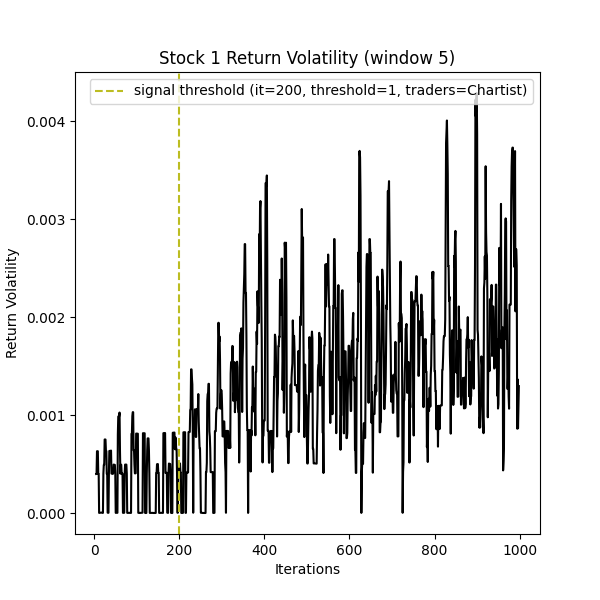 Stock 1 Return Volatility (window 5)
signal threshold (it=200, threshold=1, traders=Chartist)
0.004
0.003
0.002
0.001
0.000
Return Volatility
0
200
400
600
800
1000
Iterations